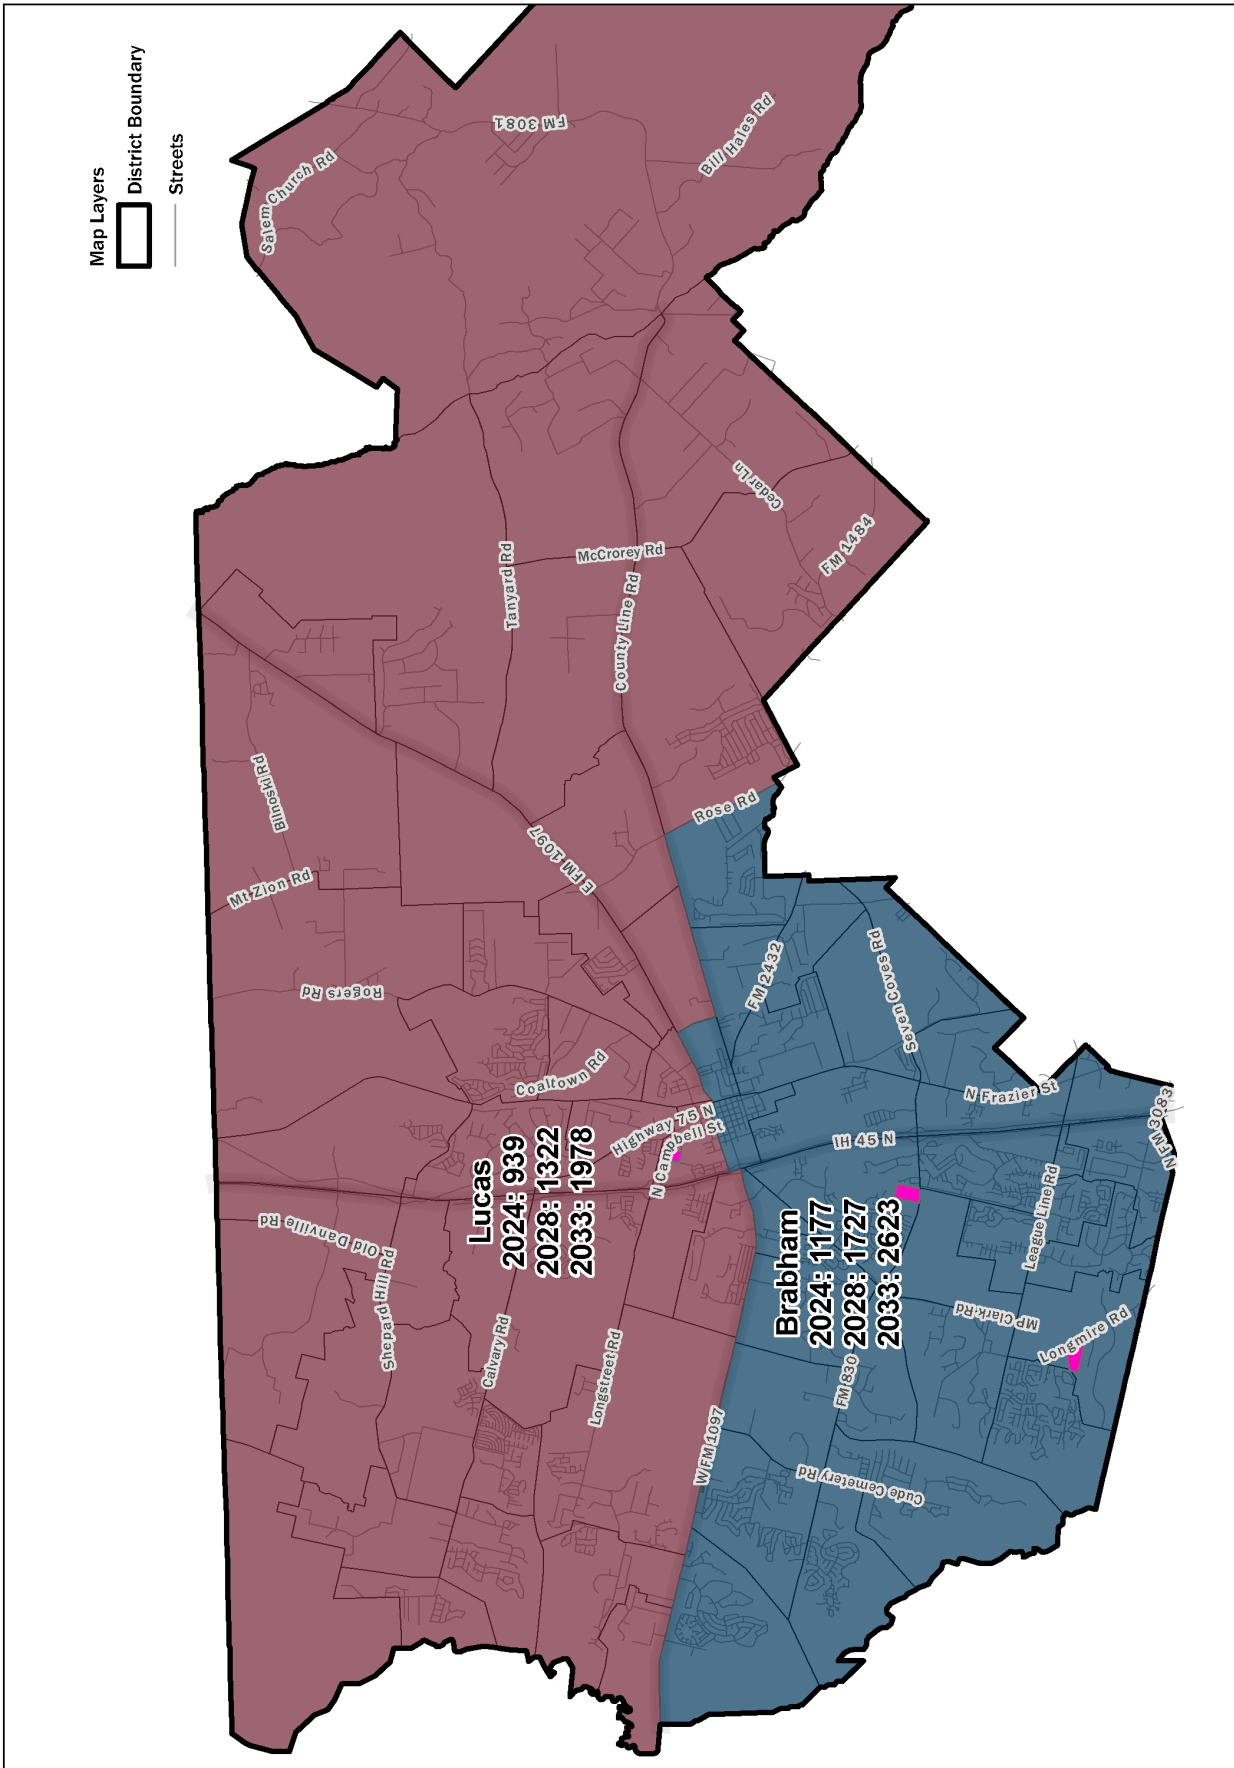 Map Layers
District Boundary
Streets
Salem Church Rd
FM 3081
Bill Hales Rd
Cedar Ln
FM 1484
McCrorey Rd
Tanyard Rd
County Line Rd
Blinoski Rd
Mt Zion Rd
E FM 1097
Rose Rd
Rogers Rd
FM 2432
Seven Coves Rd
Coaltown Rd
N Frazier St
Highway 75 N
N Campbell St
IH 45 N
N FM 3083
Old Danville Rd
Shepard Hill Rd
Lucas
2024: 939
2028: 1322
2033: 1978
Brabham
2024: 1177
2028: 1727
2033: 2623
League Line Rd
MP Clark Rd
Longmire Rd
Calvary Rd
Longstreet Rd
FM 830
W FM 1097
Cude Cemetery Rd